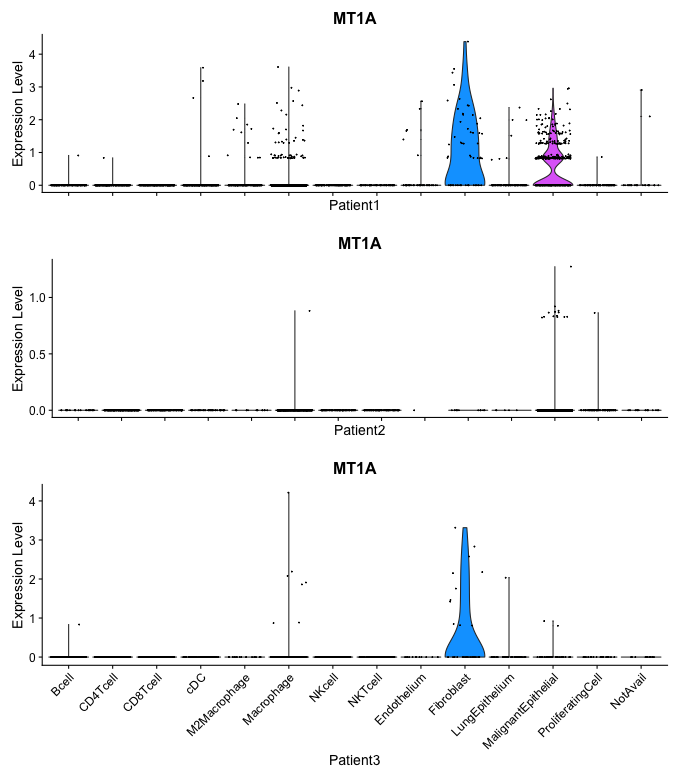 MT1A
Expression Level
4
3
2
1
0
Patient1
MT1A
Expression Level
1.0
0.5
0.0
Patient2
MT1A
Expression Level
4
3
2
1
0
Bcell
CD4Tcell
CD8Tcell
cDC
M2Macrophage
Macrophage
NKcell
NKTcell
Endothelium
Fibroblast
LungEpithelium
MalignantEpithelial
ProliferatingCell
NotAvail
Patient3